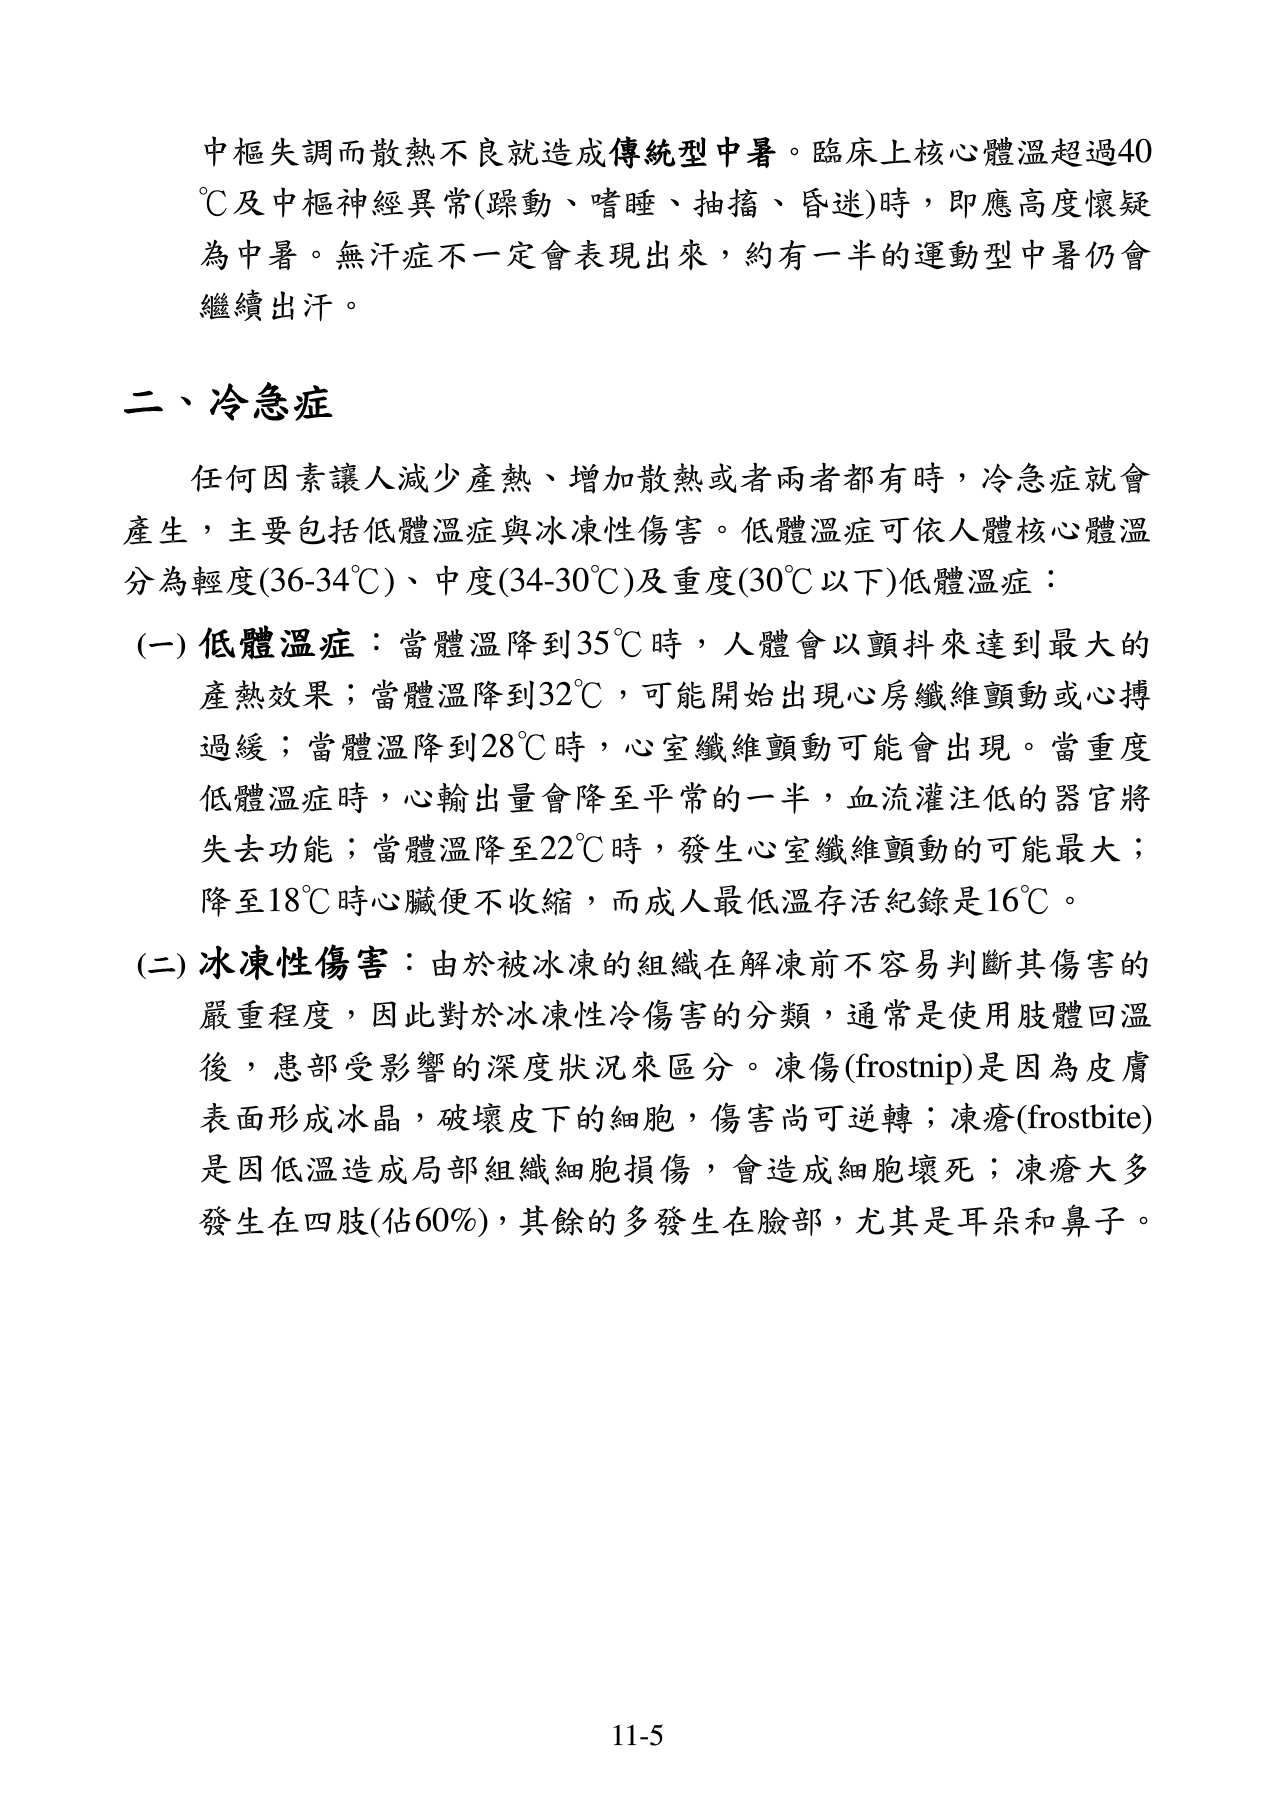 中樞失調而散熱不良就造成傳統型中暑。臨床上核心體溫超過40
℃及中樞神經異常(躁動、嗜睡、抽搐、昏迷)時，即應高度懷疑
為中暑。無汗症不一定會表現出來，約有一半的運動型中暑仍會
繼續出汗。
二、冷急症
任何因素讓人減少產熱、增加散熱或者兩者都有時，冷急症就會
產生，主要包括低體溫症與冰凍性傷害。低體溫症可依人體核心體溫
分為輕度(36-34℃)、中度(34-30℃)及重度(30℃以下)低體溫症：
(一) 低體溫症：當體溫降到35℃時，人體會以顫抖來達到最大的
產熱效果；當體溫降到32℃，可能開始出現心房纖維顫動或心搏
過緩；當體溫降到28℃時，心室纖維顫動可能會出現。當重度
低體溫症時，心輸出量會降至平常的一半，血流灌注低的器官將
失去功能；當體溫降至22℃時，發生心室纖維顫動的可能最大；
降至18℃時心臟便不收縮，而成人最低溫存活紀錄是16℃。
(二) 冰凍性傷害：由於被冰凍的組織在解凍前不容易判斷其傷害的
嚴重程度，因此對於冰凍性冷傷害的分類，通常是使用肢體回溫
後，患部受影響的深度狀況來區分。凍傷(frostnip)是因為皮膚
表面形成冰晶，破壞皮下的細胞，傷害尚可逆轉；凍瘡(frostbite)
是因低溫造成局部組織細胞損傷，會造成細胞壞死；凍瘡大多
發生在四肢(佔60%)，其餘的多發生在臉部，尤其是耳朵和鼻子。
11-5